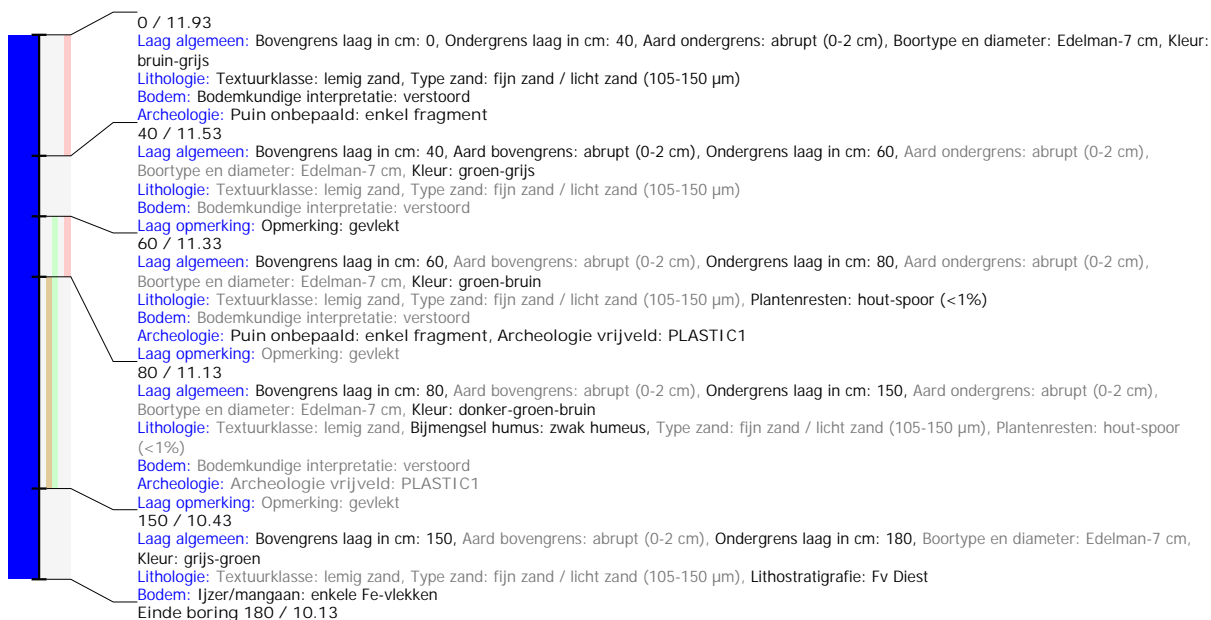 0 / 11.93
Laag algemeen: Bovengrens laag in cm: 0, Ondergrens laag in cm: 40, Aard ondergrens: abrupt (0-2 cm), Boortype en diameter: Edelman-7 cm, Kleur:
bruin-grijs
Lithologie: Textuurklasse: lemig zand, Type zand: fijn zand / licht zand (105-150 µm)
Bodem: Bodemkundige interpretatie: verstoord
Archeologie: Puin onbepaald: enkel fragment
40 / 11.53
Laag algemeen: Bovengrens laag in cm: 40, Aard bovengrens: abrupt (0-2 cm), Ondergrens laag in cm: 60, Aard ondergrens: abrupt (0-2 cm),
Boortype en diameter: Edelman-7 cm, Kleur: groen-grijs
Lithologie: Textuurklasse: lemig zand, Type zand: fijn zand / licht zand (105-150 µm)
Bodem: Bodemkundige interpretatie: verstoord
Laag opmerking: Opmerking: gevlekt
60 / 11.33
Laag algemeen: Bovengrens laag in cm: 60, Aard bovengrens: abrupt (0-2 cm), Ondergrens laag in cm: 80, Aard ondergrens: abrupt (0-2 cm),
Boortype en diameter: Edelman-7 cm, Kleur: groen-bruin
Lithologie: Textuurklasse: lemig zand, Type zand: fijn zand / licht zand (105-150 µm), Plantenresten: hout-spoor (<1%)
Bodem: Bodemkundige interpretatie: verstoord
Archeologie: Puin onbepaald: enkel fragment, Archeologie vrijveld: PLASTIC1
Laag opmerking: Opmerking: gevlekt
80 / 11.13
Laag algemeen: Bovengrens laag in cm: 80, Aard bovengrens: abrupt (0-2 cm), Ondergrens laag in cm: 150, Aard ondergrens: abrupt (0-2 cm),
Boortype en diameter: Edelman-7 cm, Kleur: donker-groen-bruin
Lithologie: Textuurklasse: lemig zand, Bijmengsel humus: zwak humeus, Type zand: fijn zand / licht zand (105-150 µm), Plantenresten: hout-spoor
(<1%)
Bodem: Bodemkundige interpretatie: verstoord
Archeologie: Archeologie vrijveld: PLASTIC1
Laag opmerking: Opmerking: gevlekt
150 / 10.43
Laag algemeen: Bovengrens laag in cm: 150, Aard bovengrens: abrupt (0-2 cm), Ondergrens laag in cm: 180, Boortype en diameter: Edelman-7 cm,
Kleur: grijs-groen
Lithologie: Textuurklasse: lemig zand, Type zand: fijn zand / licht zand (105-150 µm), Lithostratigrafie: Fv Diest
Bodem: Ijzer/mangaan: enkele Fe-vlekken
Einde boring 180 / 10.13